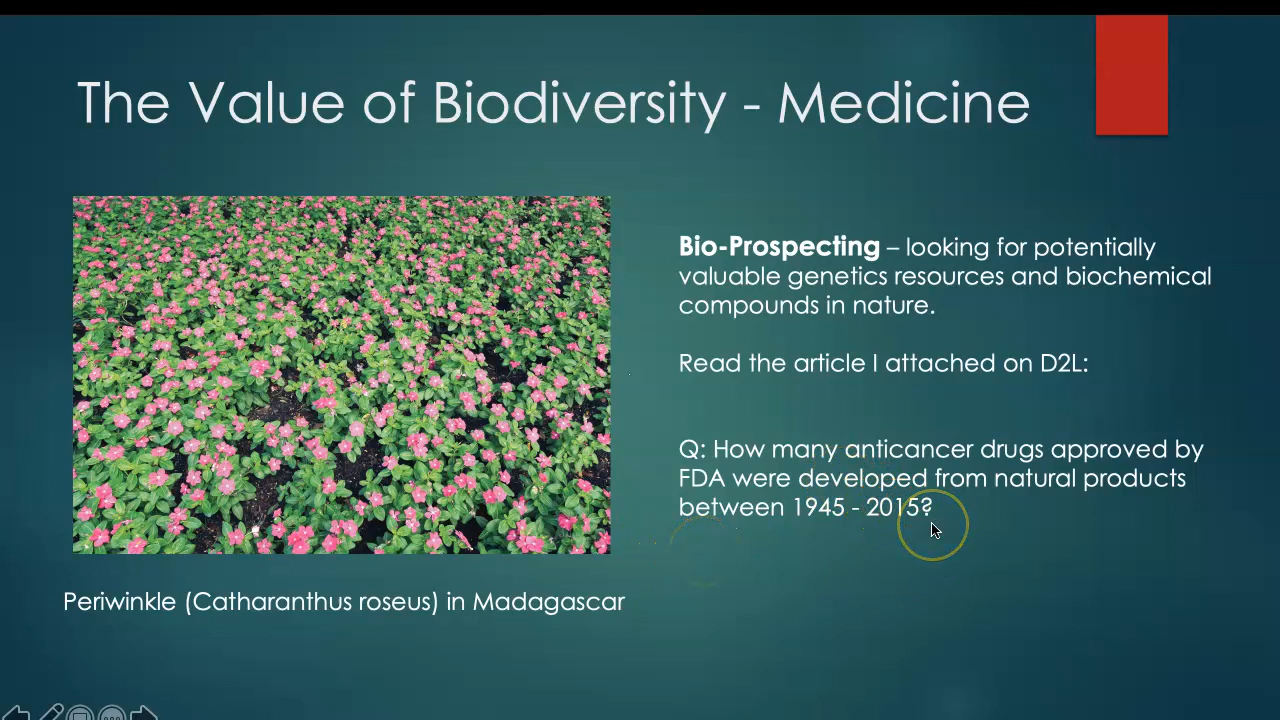 The Value of Biodiversity - Medicine
Bio-Prospecting – looking for potentially
valuable genetics resources and biochemical
compounds in nature.
Read the article I attached on D2L:
Q: How many anticancer drugs approved by
FDA were developed from natural products
between 1945 - 2015?
Periwinkle (Catharanthus roseus) in Madagascar